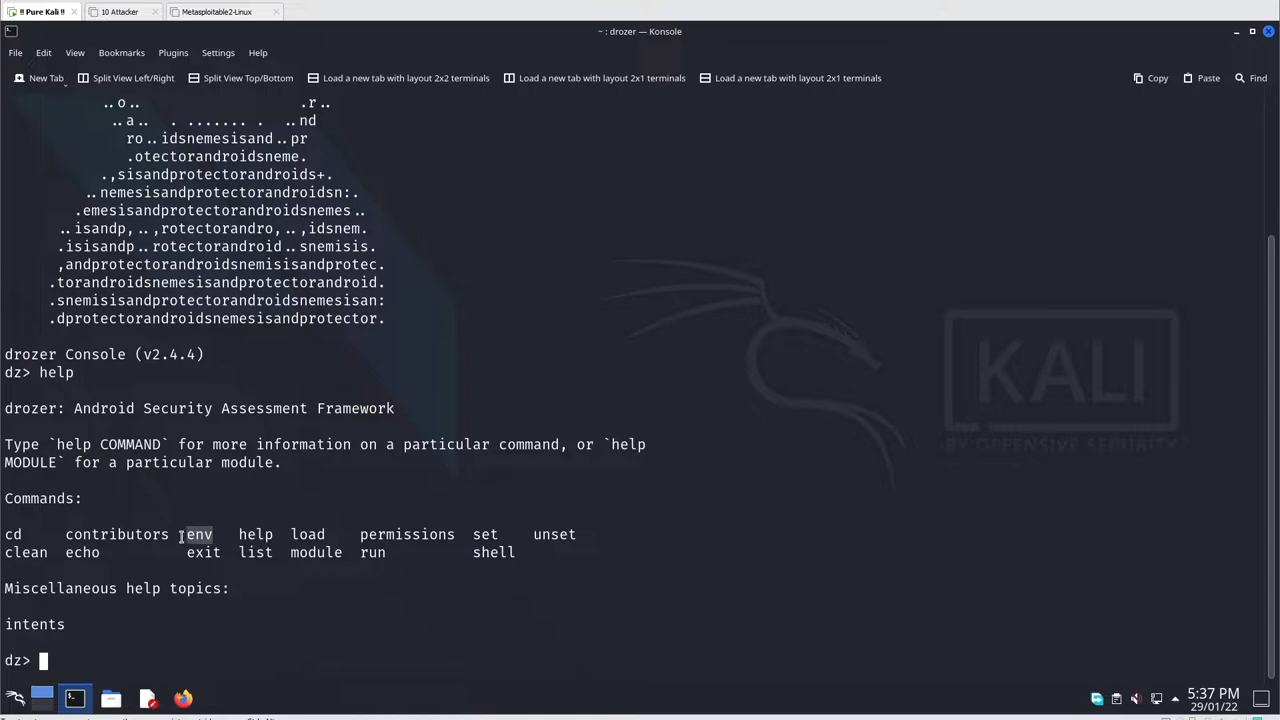 !! Pure Kali !!
10 Attacker
Metasploitable2-Linux
~ : drozer — Konsole
File Edit View Bookmarks Plugins Settings Help
New Tab Split View Left/Right Split View Top/Bottom Load a new tab with layout 2x2 terminals Load a new tab with layout 2x1 terminals Load a new tab with layout 2x1 terminals Copy Paste Find
..o.. .r..
..a.. . ....... . ..nd
ro..idsnemesisand..pr
.otectorandroidsneme.
.,sisandprotectorandroids+.
..nemesisandprotectorandroidsn:.
.emesisandprotectorandroidsnemes..
..isandp,..,rotectorandro,..,idsnem.
.isisandp..rotectorandroid..snemisis.
,andprotectorandroidsnemisisandprotec.
.torandroidsnemesisandprotectorandroid.
.snemisisandprotectorandroidsnemesisan:
.dprotectorandroidsnemesisandprotector.
drozer Console (v2.4.4)
dz> help
drozer: Android Security Assessment Framework
Type `help COMMAND` for more information on a particular command, or `help
MODULE` for a particular module.
Commands:
cd contributors env help load permissions set unset
clean echo exit list module run shell
Miscellaneous help topics:
intents
dz>
KALI
BY OFFENSIVE SECURITY
5:37 PM
29/01/22